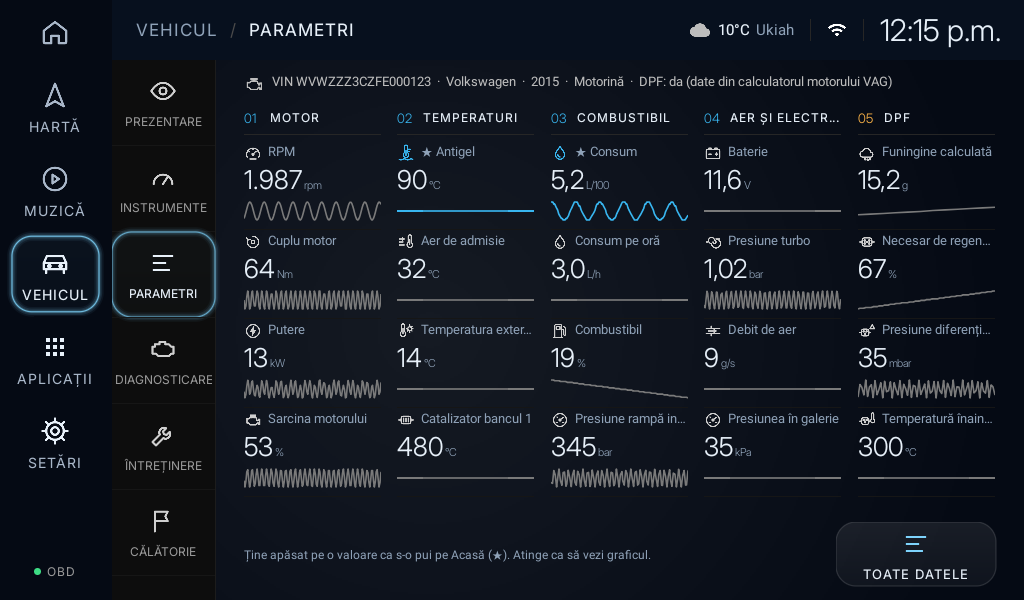 VEHICUL / PARAMETRI
10°C Ukiah
12:15 p.m.
HARTĂ
MUZICĂ
VEHICUL
APLICAȚII
SETĂRI
OBD
PREZENTARE
INSTRUMENTE
PARAMETRI
DIAGNOSTICARE
ÎNTREȚINERE
CĂLĂTORIE
VIN WVWZZZ3CZFE000123 · Volkswagen · 2015 · Motorină · DPF: da (date din calculatorul motorului VAG)
01 MOTOR
RPM
1.987 rpm
Cuplu motor
64 Nm
Putere
13 kW
Sarcina motorului
53 %
02 TEMPERATURI
★ Antigel
90 °C
Aer de admisie
32 °C
Temperatura exter…
14 °C
Catalizator bancul 1
480 °C
03 COMBUSTIBIL
★ Consum
5,2 L/100
Consum pe oră
3,0 L/h
Combustibil
19 %
Presiune rampă in…
345 bar
04 AER ȘI ELECTR…
Baterie
11,6 V
Presiune turbo
1,02 bar
Debit de aer
9 g/s
Presiunea în galerie
35 kPa
05 DPF
Funingine calculată
15,2 g
Necesar de regen…
67 %
Presiune diferenți…
35 mbar
Temperatură înain…
300 °C
Ține apăsat pe o valoare ca s-o pui pe Acasă (★). Atinge ca să vezi graficul.
TOATE DATELE